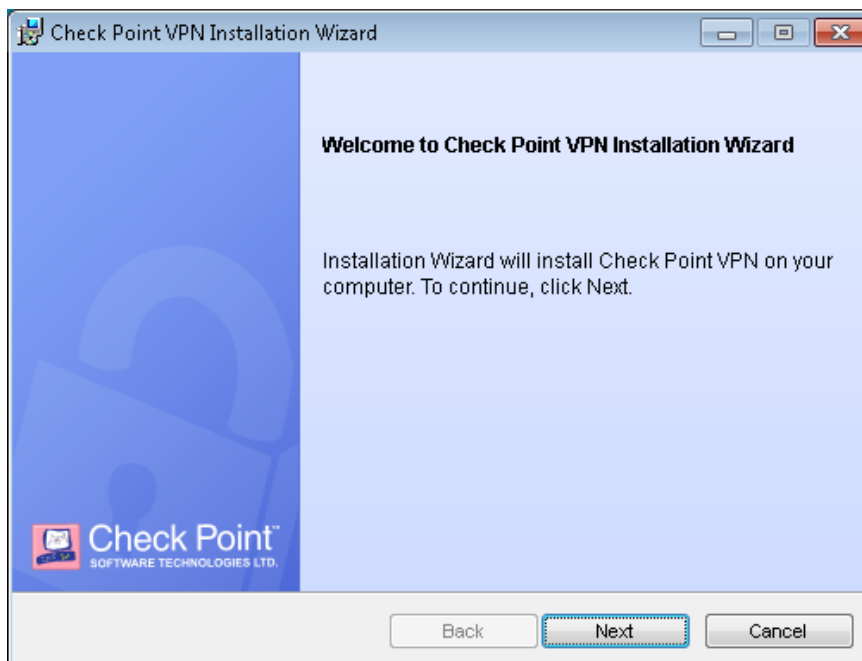 Check Point VPN Installation Wizard
Welcome to Check Point VPN Installation Wizard
Installation Wizard will install Check Point VPN on your
computer. To continue, click Next.
Check Point™
SOFTWARE TECHNOLOGIES LTD.
Back
Next
Cancel